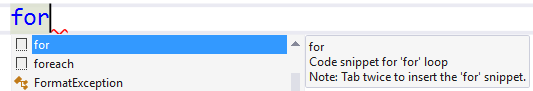 for
for
foreach
FormatException
for
Code snippet for 'for' loop
Note: Tab twice to insert the 'for' snippet.